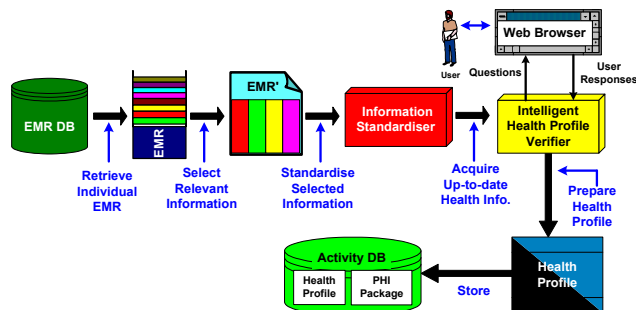 Web Browser
User
Questions
User
Responses
EMR DB
EMR
EMR'
Information
Standardiser
Intelligent
Health Profile
Verifier
Retrieve
Individual
EMR
Select
Relevant
Information
Standardise
Selected
Information
Acquire
Up-to-date
Health Info.
Prepare
Health
Profile
Activity DB
Health
Profile
PHI
Package
Store
Health
Profile